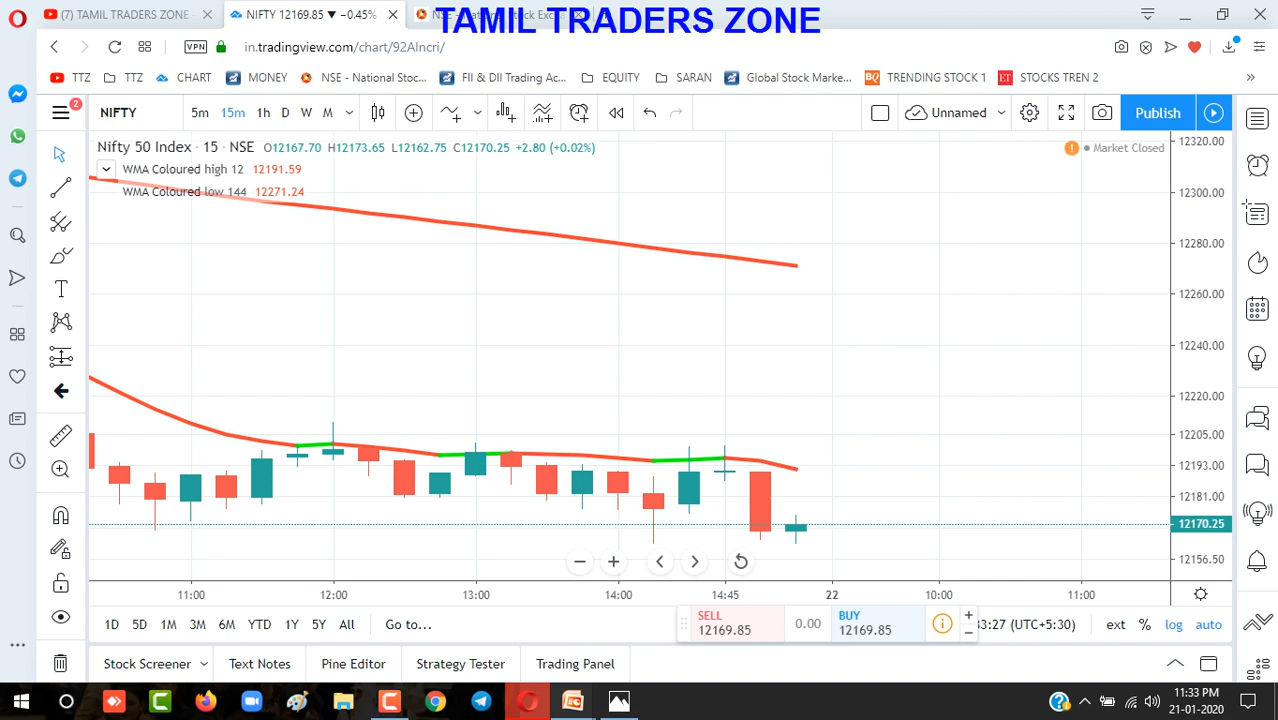 (7) TAMIL TRADERS ZONE
NIFTY 12169.85 ▼ −0.45%
TAMIL TRADERS ZONE
VPN
in.tradingview.com/chart/92AIncri/
TTZ
TTZ
CHART
MONEY
NSE - National Stoc...
FII & DII Trading Ac...
EQUITY
SARAN
Global Stock Marke...
BQ
TRENDING STOCK 1
ET
STOCKS TREN 2
»
2
NIFTY
5m
15m
1h
D
W
M
Unnamed
Publish
Nifty 50 Index · 15 · NSE
O12167.70 H12173.65 L12162.75 C12170.25 +2.80 (+0.02%)
Market Closed
WMA Coloured high 12 12191.59
WMA Coloured low 144 12271.24
12320.00
12300.00
12280.00
12260.00
12240.00
12220.00
12205.00
12193.00
12181.00
12170.25
12156.50
11:00
12:00
13:00
14:00
14:45
22
10:00
11:00
1D
5D
1M
3M
6M
YTD
1Y
5Y
All
Go to...
SELL
12169.85
0.00
BUY
12169.85
3:27 (UTC+5:30)
ext
%
log
auto
Stock Screener
Text Notes
Pine Editor
Strategy Tester
Trading Panel
11:33 PM
21-01-2020